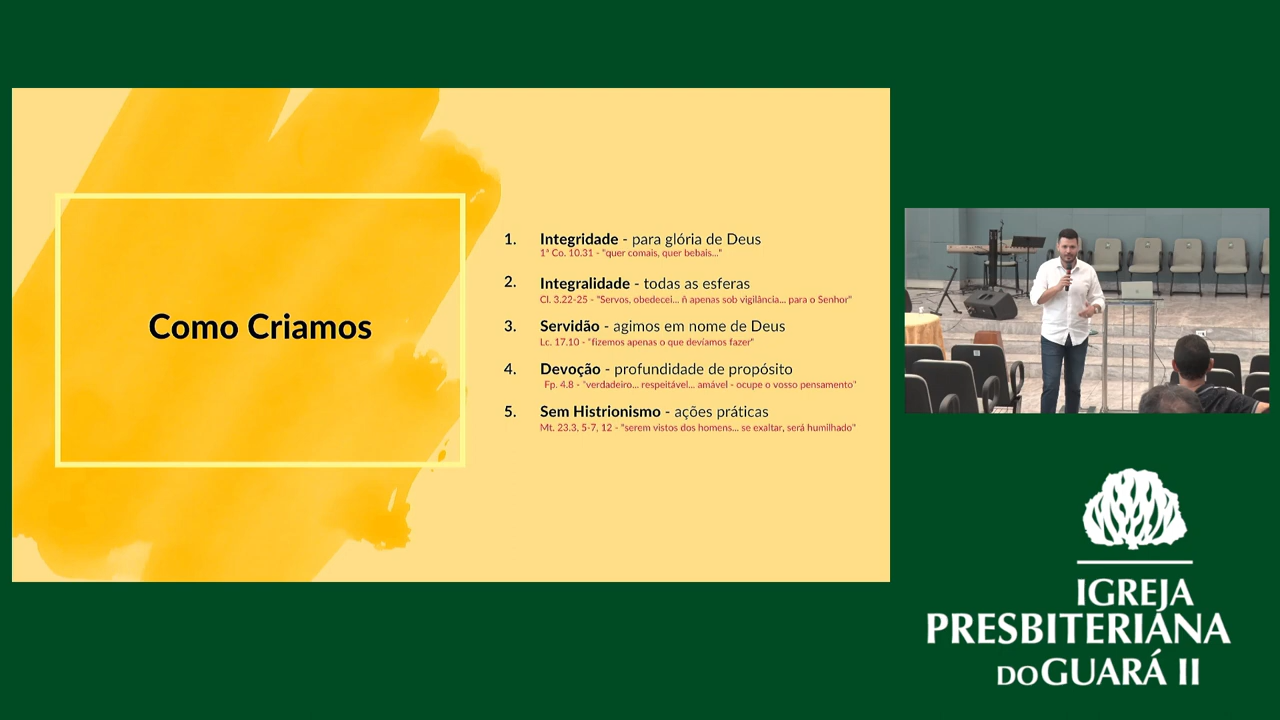 Como Criamos
1. Integridade - para glória de Deus
1ª Co. 10.31 - "quer comais, quer bebais..."
2. Integralidade - todas as esferas
Cl. 3.22-25 - "Servos, obedecei... ñ apenas sob vigilância... para o Senhor"
3. Servidão - agimos em nome de Deus
Lc. 17.10 - "fizemos apenas o que devíamos fazer"
4. Devoção - profundidade de propósito
Fp. 4.8 - "verdadeiro... respeitável... amável - ocupe o vosso pensamento"
5. Sem Histrionismo - ações práticas
Mt. 23.3, 5-7, 12 - "serem vistos dos homens... se exaltar, será humilhado"
IGREJA
PRESBITERIANA
DO GUARÁ II